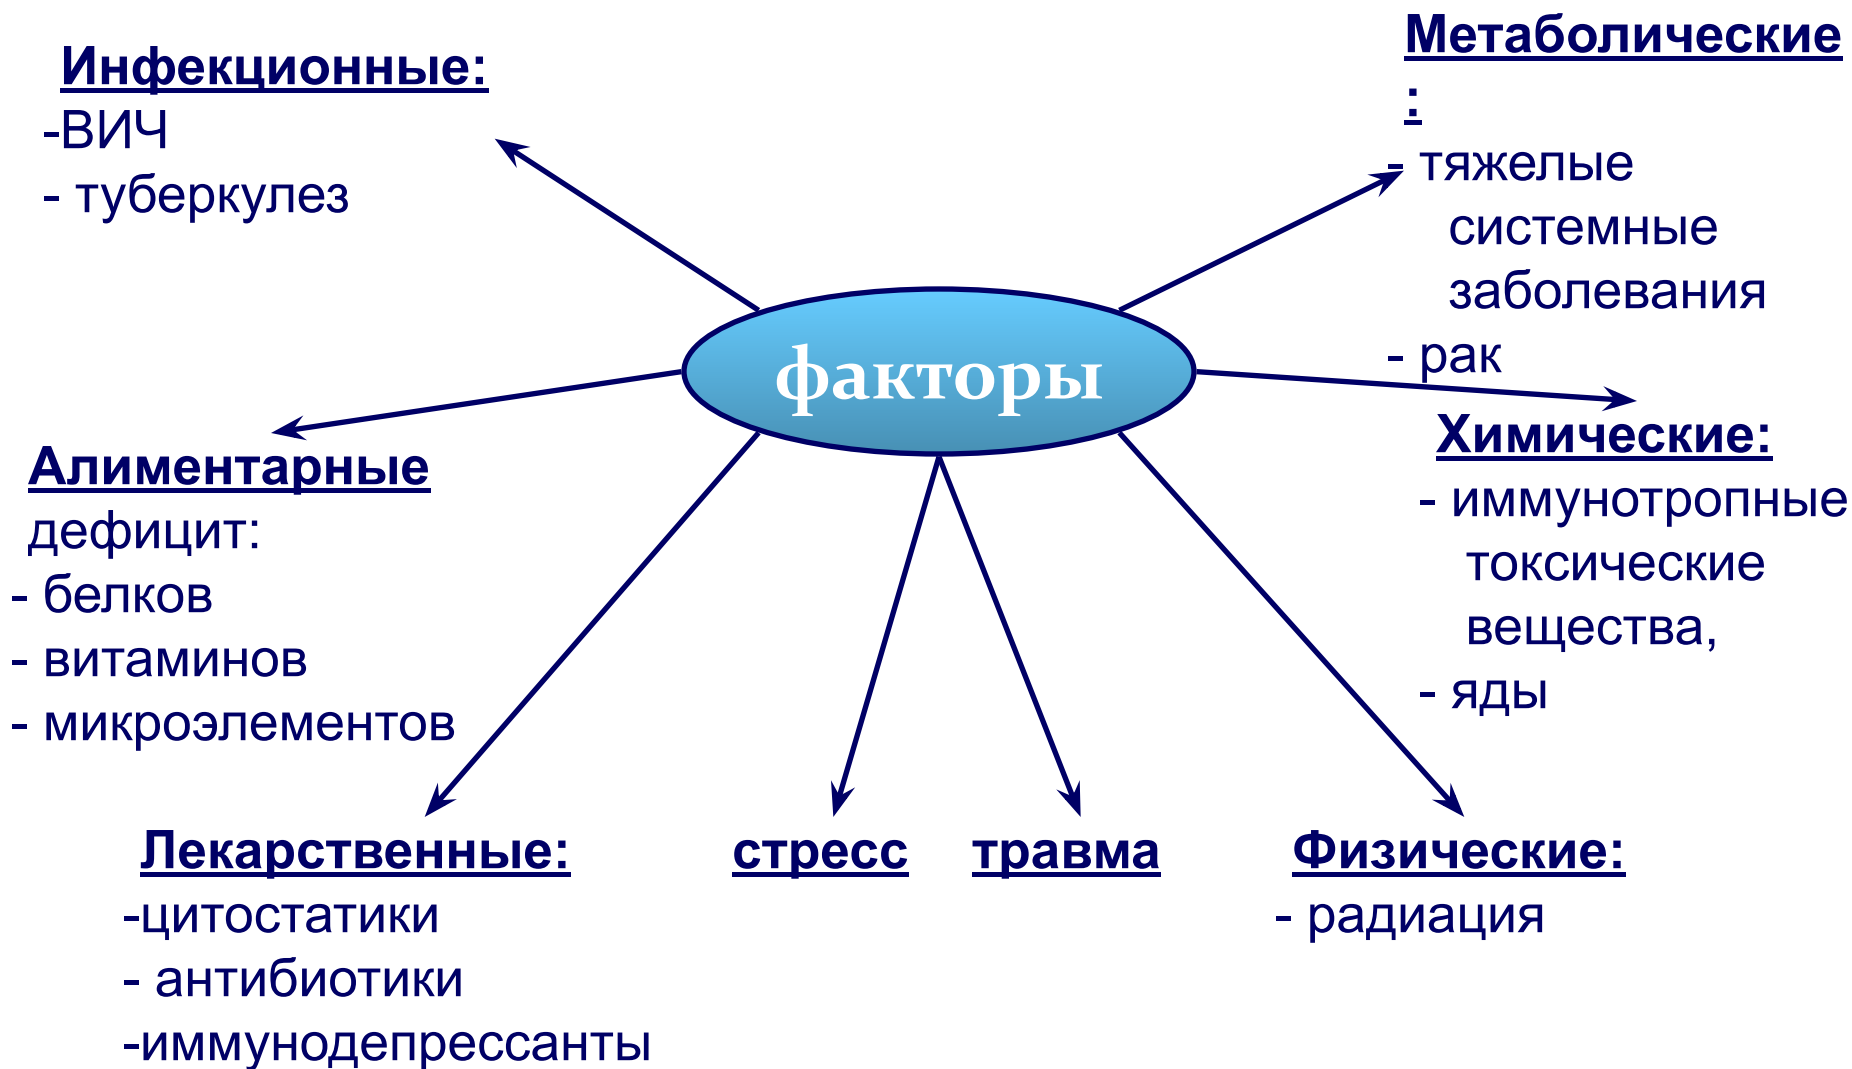 Инфекционные:
-ВИЧ
- туберкулез
Метаболические
:
- тяжелые
системные
заболевания
- рак
факторы
Алиментарные
дефицит:
- белков
- витаминов
- микроэлементов
Химические:
- иммунотропные
токсические
вещества,
- яды
Лекарственные:
-цитостатики
- антибиотики
-иммунодепрессанты
стресс
травма
Физические:
- радиация